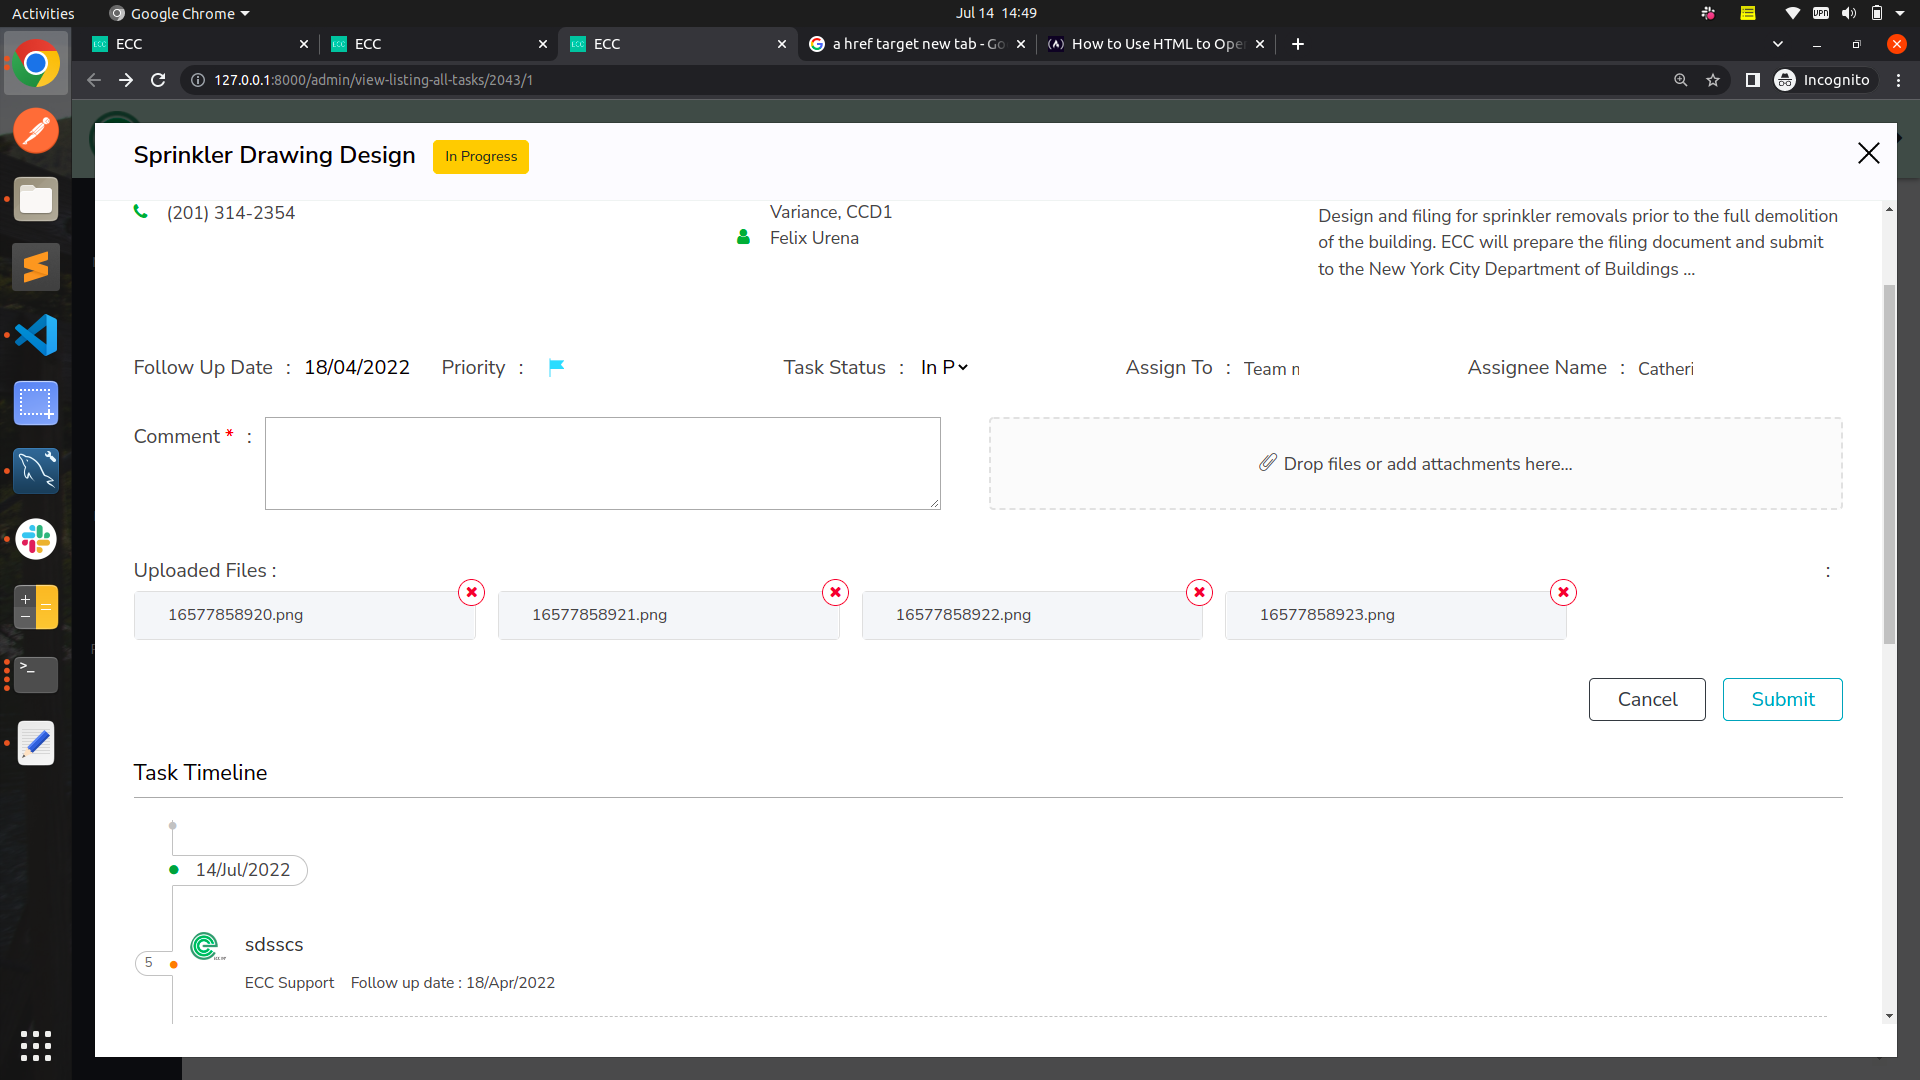 Activities
Google Chrome
Jul 14 14:49
VPN
ECC
ECC
ECC
a href target new tab - Go
How to Use HTML to Ope
127.0.0.1:8000/admin/view-listing-all-tasks/2043/1
Incognito
Sprinkler Drawing Design
In Progress
(201) 314-2354
Variance, CCD1
Felix Urena
Design and filing for sprinkler removals prior to the full demolition
of the building. ECC will prepare the filing document and submit
to the New York City Department of Buildings ...
Follow Up Date : 18/04/2022
Priority :
Task Status : In P
Assign To : Team m
Assignee Name : Catheri
Comment * :
Drop files or add attachments here...
Uploaded Files :
:
16577858920.png
16577858921.png
16577858922.png
16577858923.png
Cancel
Submit
Task Timeline
14/Jul/2022
sdsscs
5
ECC Support Follow up date : 18/Apr/2022